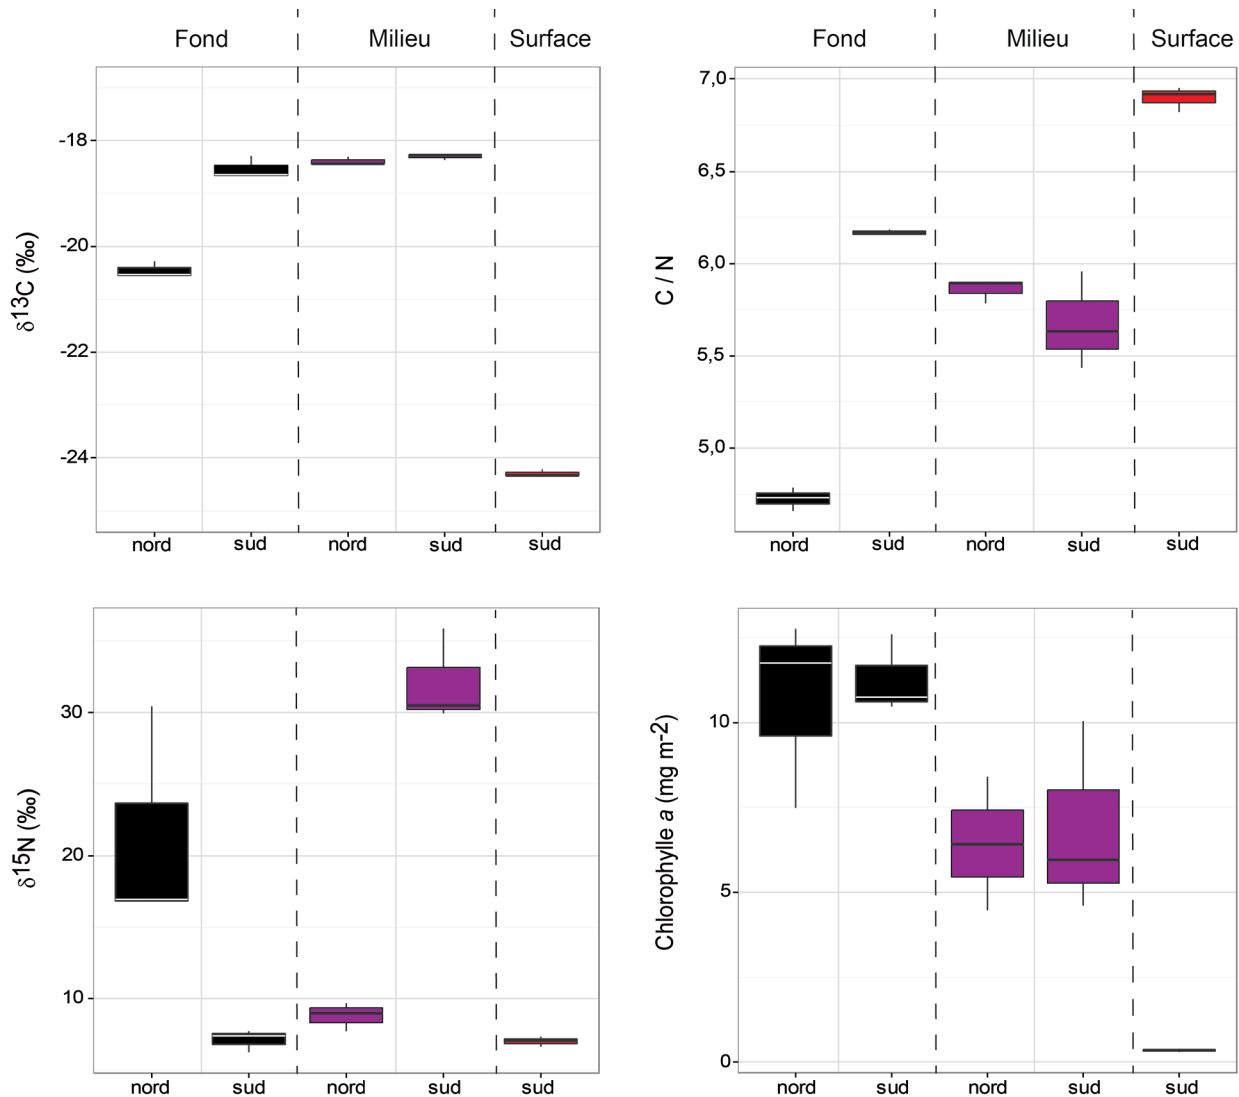 Fond
Milieu
Surface
δ13C (‰)
-18
-20
-22
-24
nord
sud
nord
sud
sud
Fond
Milieu
Surface
C / N
7,0
6,5
6,0
5,5
5,0
nord
sud
nord
sud
sud
δ15N (‰)
30
20
10
nord
sud
nord
sud
sud
Chlorophylle a (mg m-2)
10
5
0
nord
sud
nord
sud
sud